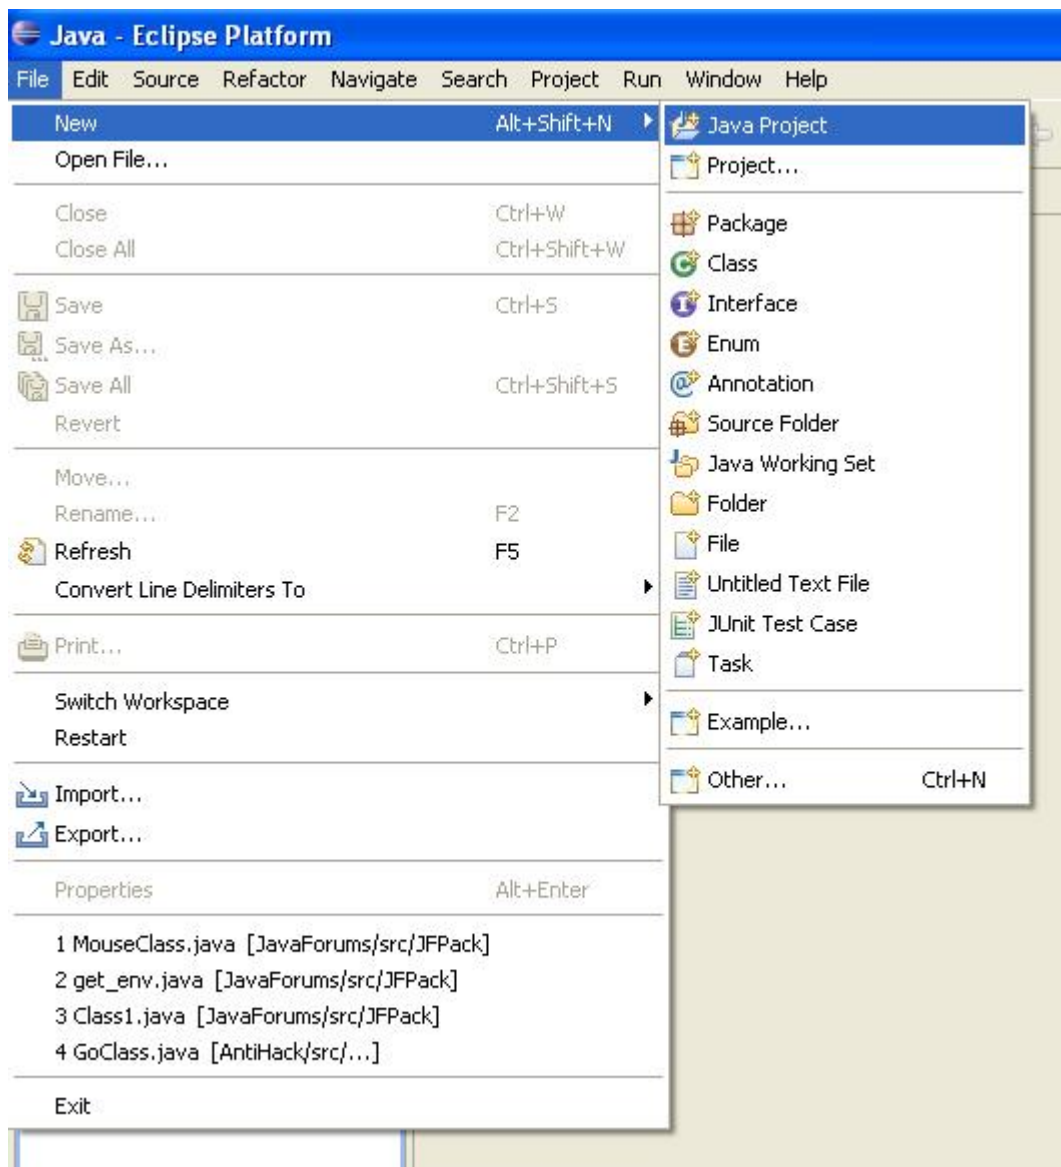 Java - Eclipse Platform
File Edit Source Refactor Navigate Search Project Run Window Help
New Alt+Shift+N
Open File...
Close Ctrl+W
Close All Ctrl+Shift+W
Save Ctrl+S
Save As...
Save All Ctrl+Shift+S
Revert
Move...
Rename... F2
Refresh F5
Convert Line Delimiters To
Print... Ctrl+P
Switch Workspace
Restart
Import...
Export...
Properties Alt+Enter
1 MouseClass.java [JavaForums/src/JFPack]
2 get_env.java [JavaForums/src/JFPack]
3 Class1.java [JavaForums/src/JFPack]
4 GoClass.java [AntiHack/src/...]
Exit
Java Project
Project...
Package
Class
Interface
Enum
Annotation
Source Folder
Java Working Set
Folder
File
Untitled Text File
JUnit Test Case
Task
Example...
Other... Ctrl+N